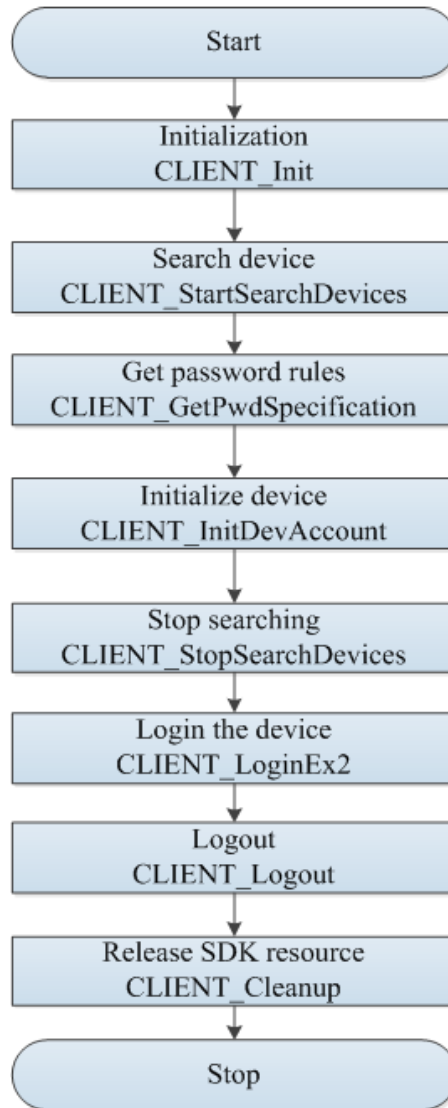 Start
Initialization
CLIENT_Init
Search device
CLIENT_StartSearchDevices
Get password rules
CLIENT_GetPwdSpecification
Initialize device
CLIENT_InitDevAccount
Stop searching
CLIENT_StopSearchDevices
Login the device
CLIENT_LoginEx2
Logout
CLIENT_Logout
Release SDK resource
CLIENT_Cleanup
Stop